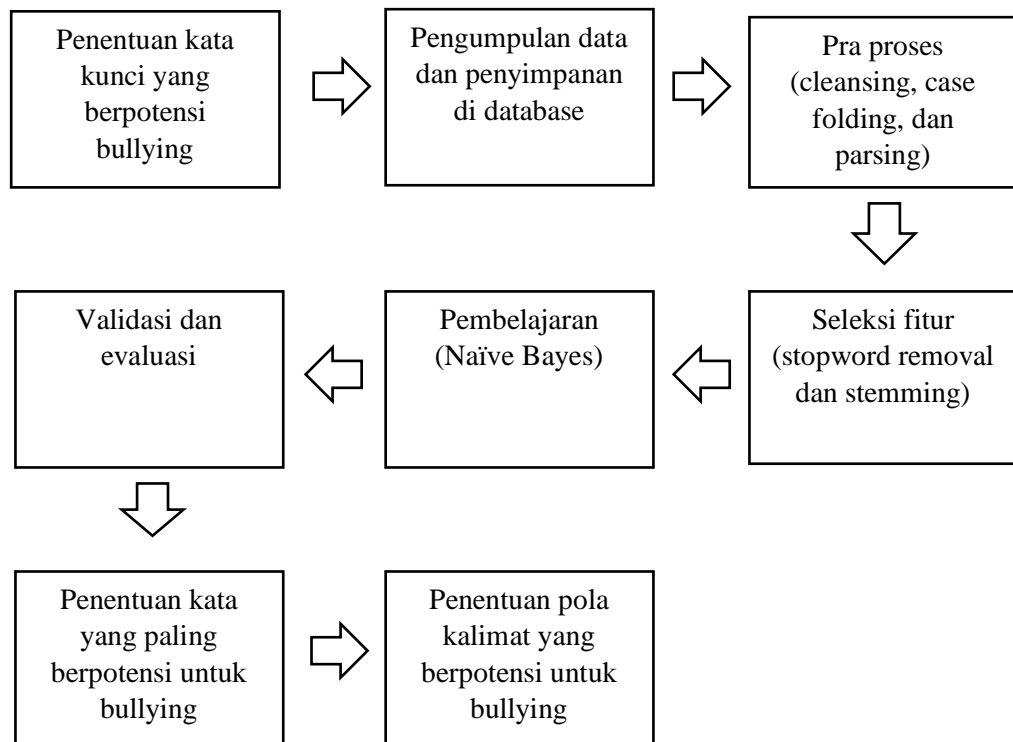 Penentuan kata
kunci yang
berpotensi
bullying
Pengumpulan data
dan penyimpanan
di database
Pra proses
(cleansing, case
folding, dan
parsing)
Seleksi fitur
(stopword removal
dan stemming)
Pembelajaran
(Naïve Bayes)
Validasi dan
evaluasi
Penentuan kata
yang paling
berpotensi untuk
bullying
Penentuan pola
kalimat yang
berpotensi untuk
bullying